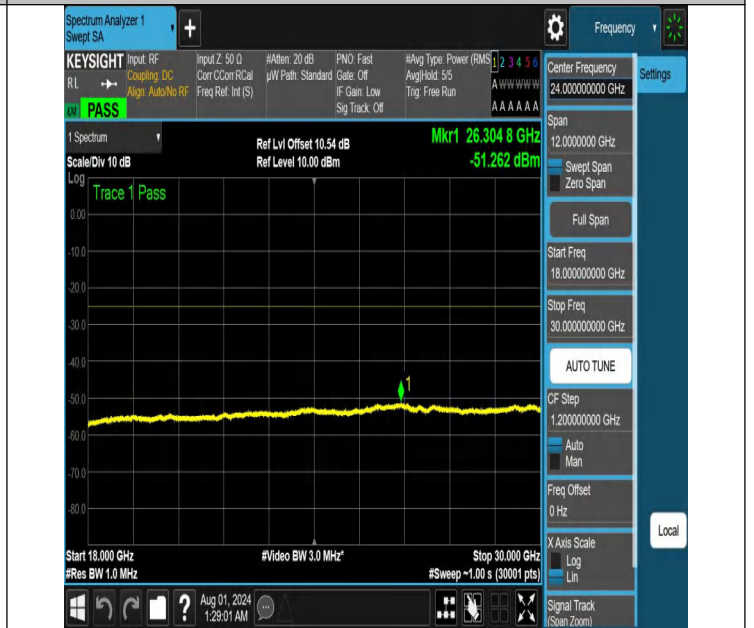 Spectrum Analyzer 1
Swept SA
+
Frequency
KEYSIGHT
RL
PASS
Input: RF
Coupling: DC
Align: Auto/No RF
Input Z: 50 Ω
Corr CCorr RCal
Freq Ref: Int (S)
#Atten: 20 dB
µW Path: Standard
PNO: Fast
Gate: Off
IF Gain: Low
Sig Track: Off
#Avg Type: Power (RMS
Avg|Hold: 5/5
Trig: Free Run
1 2 3 4 5 6
A W W W W W
A A A A A A
1 Spectrum
Scale/Div 10 dB
Log
Ref Lvl Offset 10.54 dB
Ref Level 10.00 dBm
Mkr1 26.304 8 GHz
-51.262 dBm
Trace 1 Pass
0.00
-10.0
-20.0
-30.0
-40.0
-50.0
-60.0
-70.0
-80.0
1
Start 18.000 GHz
#Res BW 1.0 MHz
#Video BW 3.0 MHz*
Stop 30.000 GHz
#Sweep ~1.00 s (30001 pts)
?
Aug 01, 2024
1:29:01 AM
Center Frequency
24.000000000 GHz
Settings
Span
12.0000000 GHz
Swept Span
Zero Span
Full Span
Start Freq
18.000000000 GHz
Stop Freq
30.000000000 GHz
AUTO TUNE
CF Step
1.200000000 GHz
Auto
Man
Freq Offset
0 Hz
X Axis Scale
Log
Lin
Local
Signal Track
(Span Zoom)